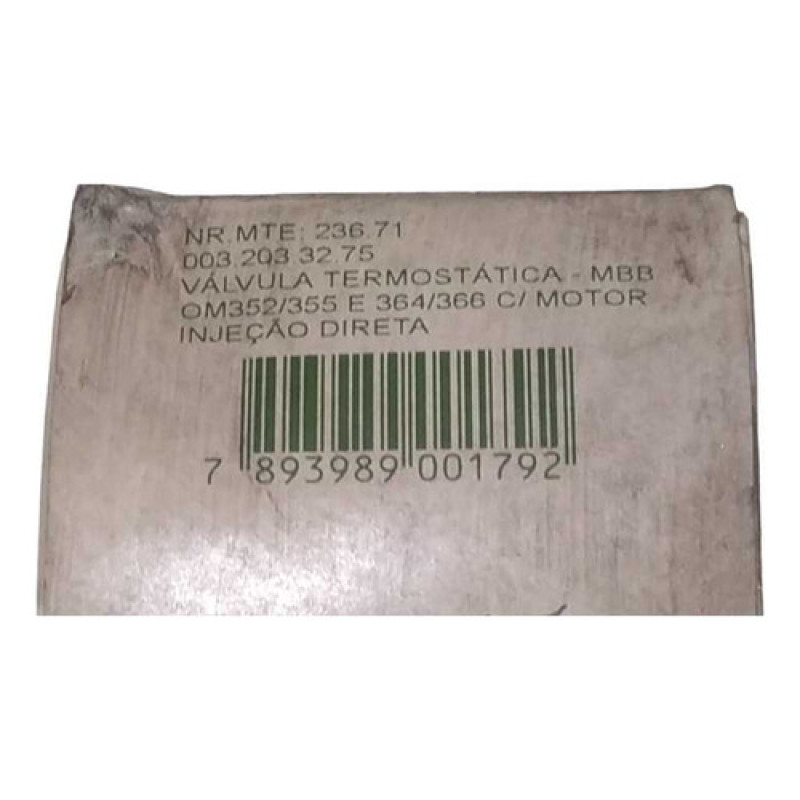 NR.MTE: 236.71
003.203.32.75
VÁLVULA TERMOSTÁTICA - MBB
OM352/355 E 364/366 C/ MOTOR
INJEÇÃO DIRETA
7 893989 001792